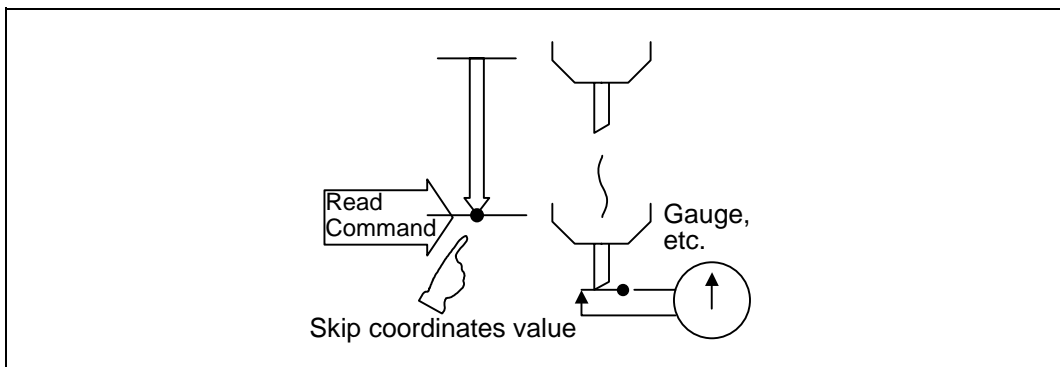 Read
Command
Gauge,
etc.
Skip coordinates value